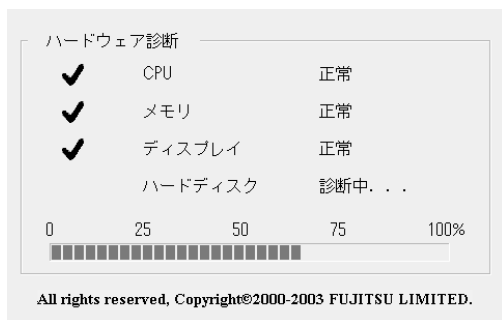 ハードウェア診断
CPU 正常
メモリ 正常
ディスプレイ 正常
ハードディスク 診断中. . .
0 25 50 75 100%
All rights reserved, Copyright©2000-2003 FUJITSU LIMITED.